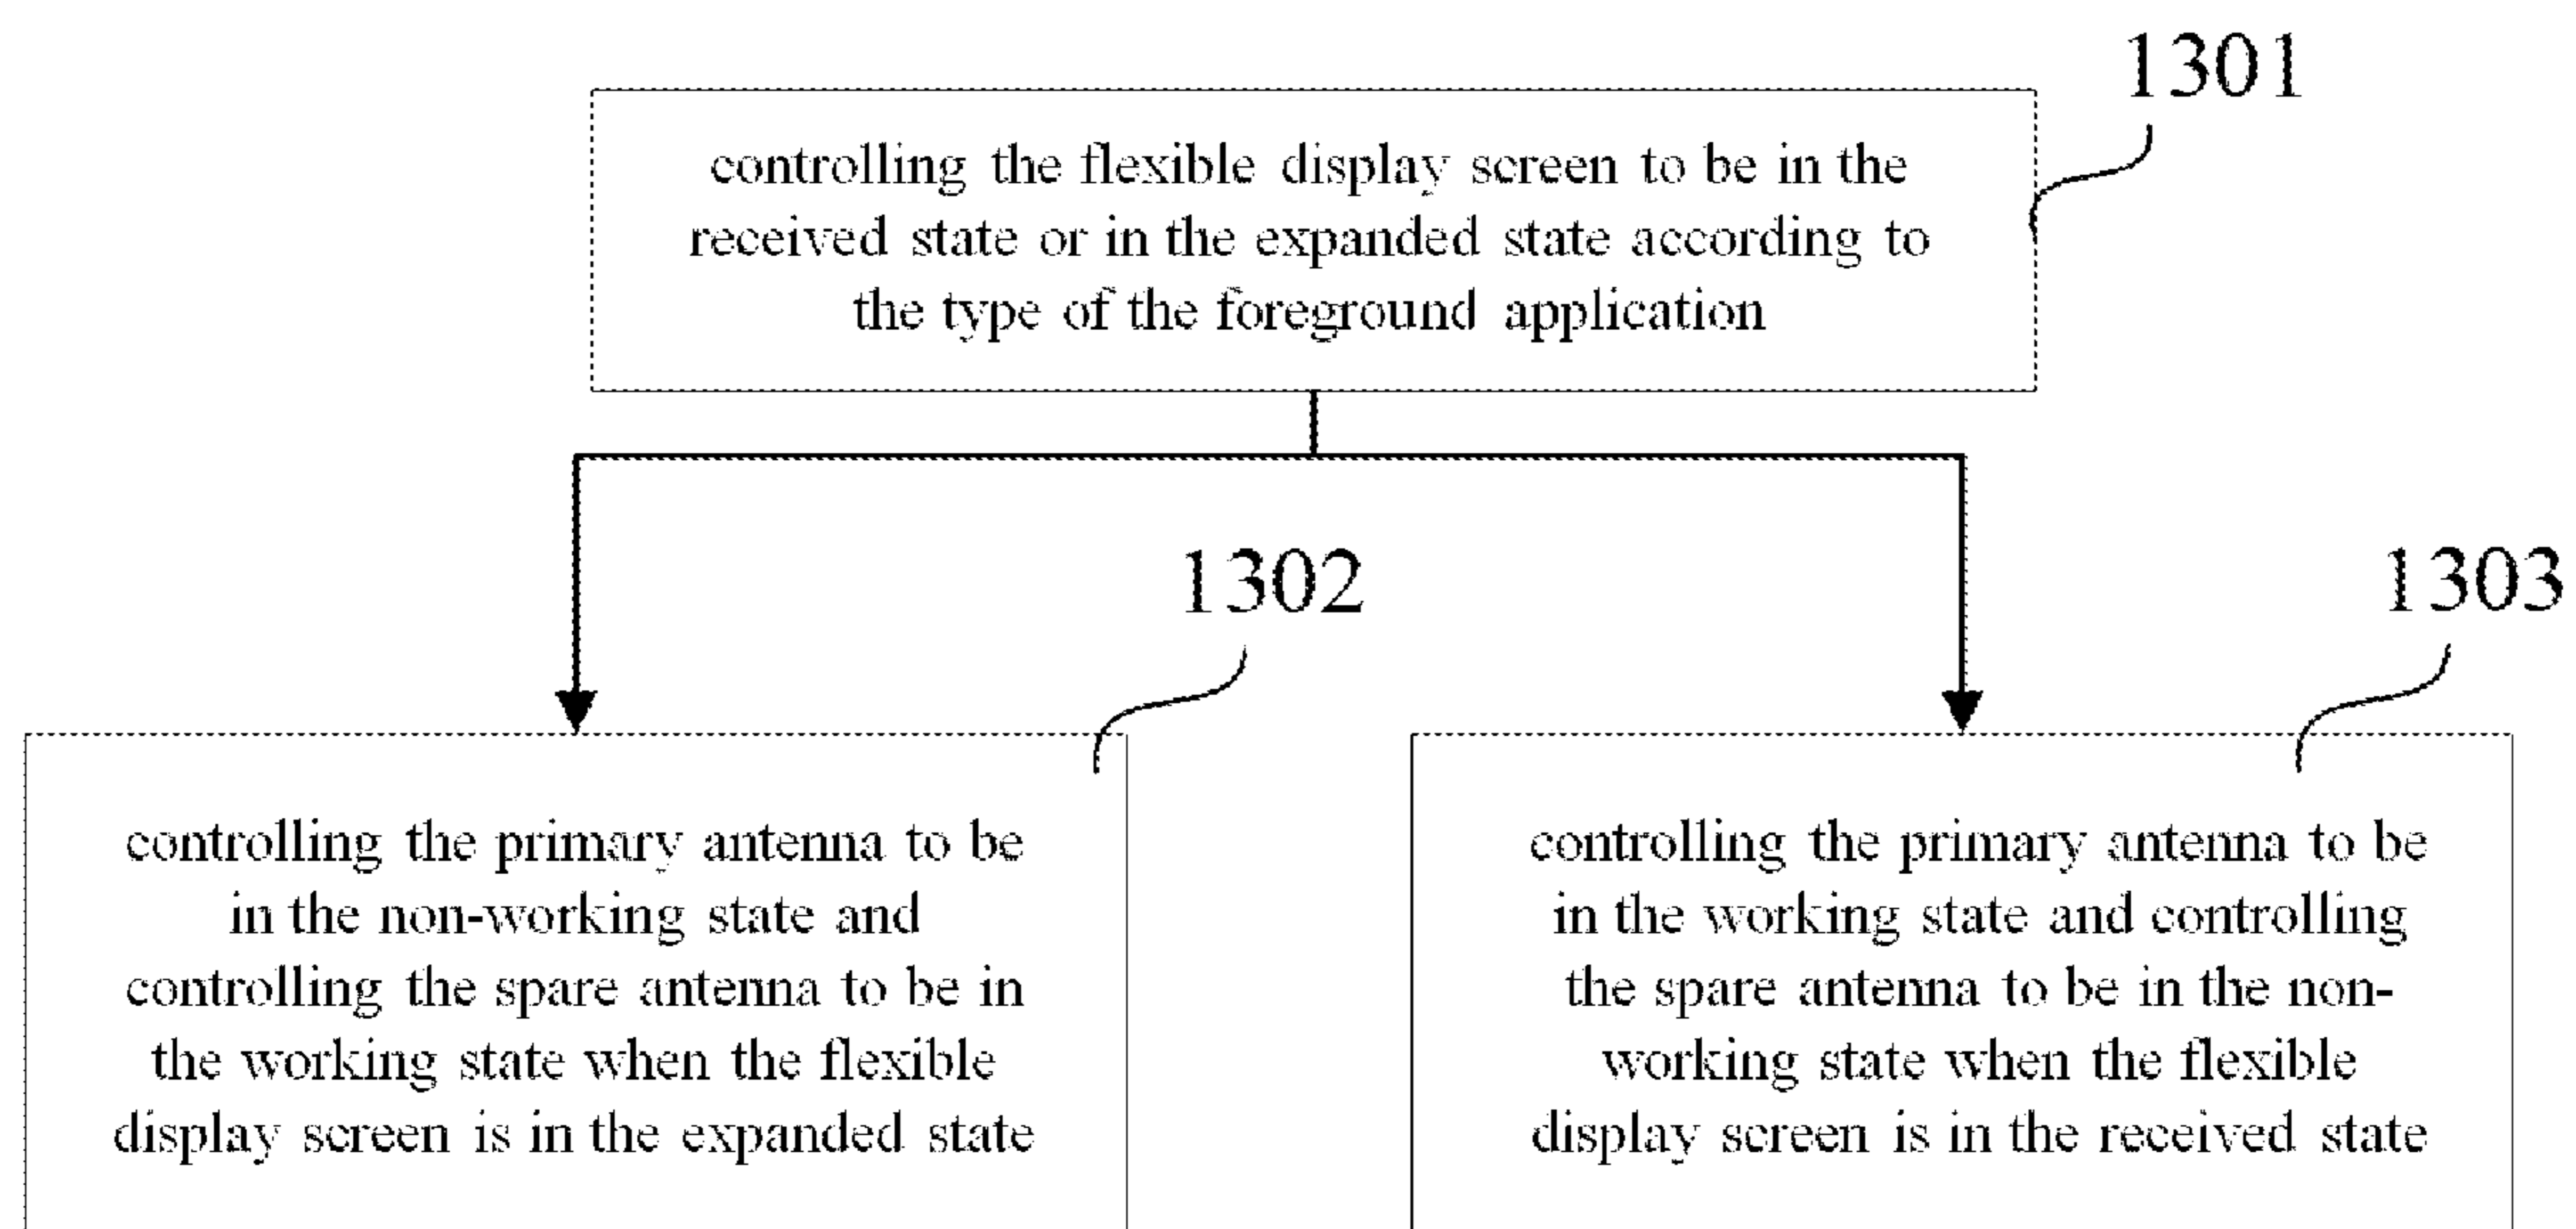 1301
controlling the flexible display screen to be in the
received state or in the expanded state according to
the type of the foreground application
1302
1303
controlling the primary antenna to be
in the non-working state and
controlling the spare antenna to be in
the working state when the flexible
display screen is in the expanded state
controlling the primary antenna to be
in the working state and controlling
the spare antenna to be in the non-
working state when the flexible
display screen is in the received state